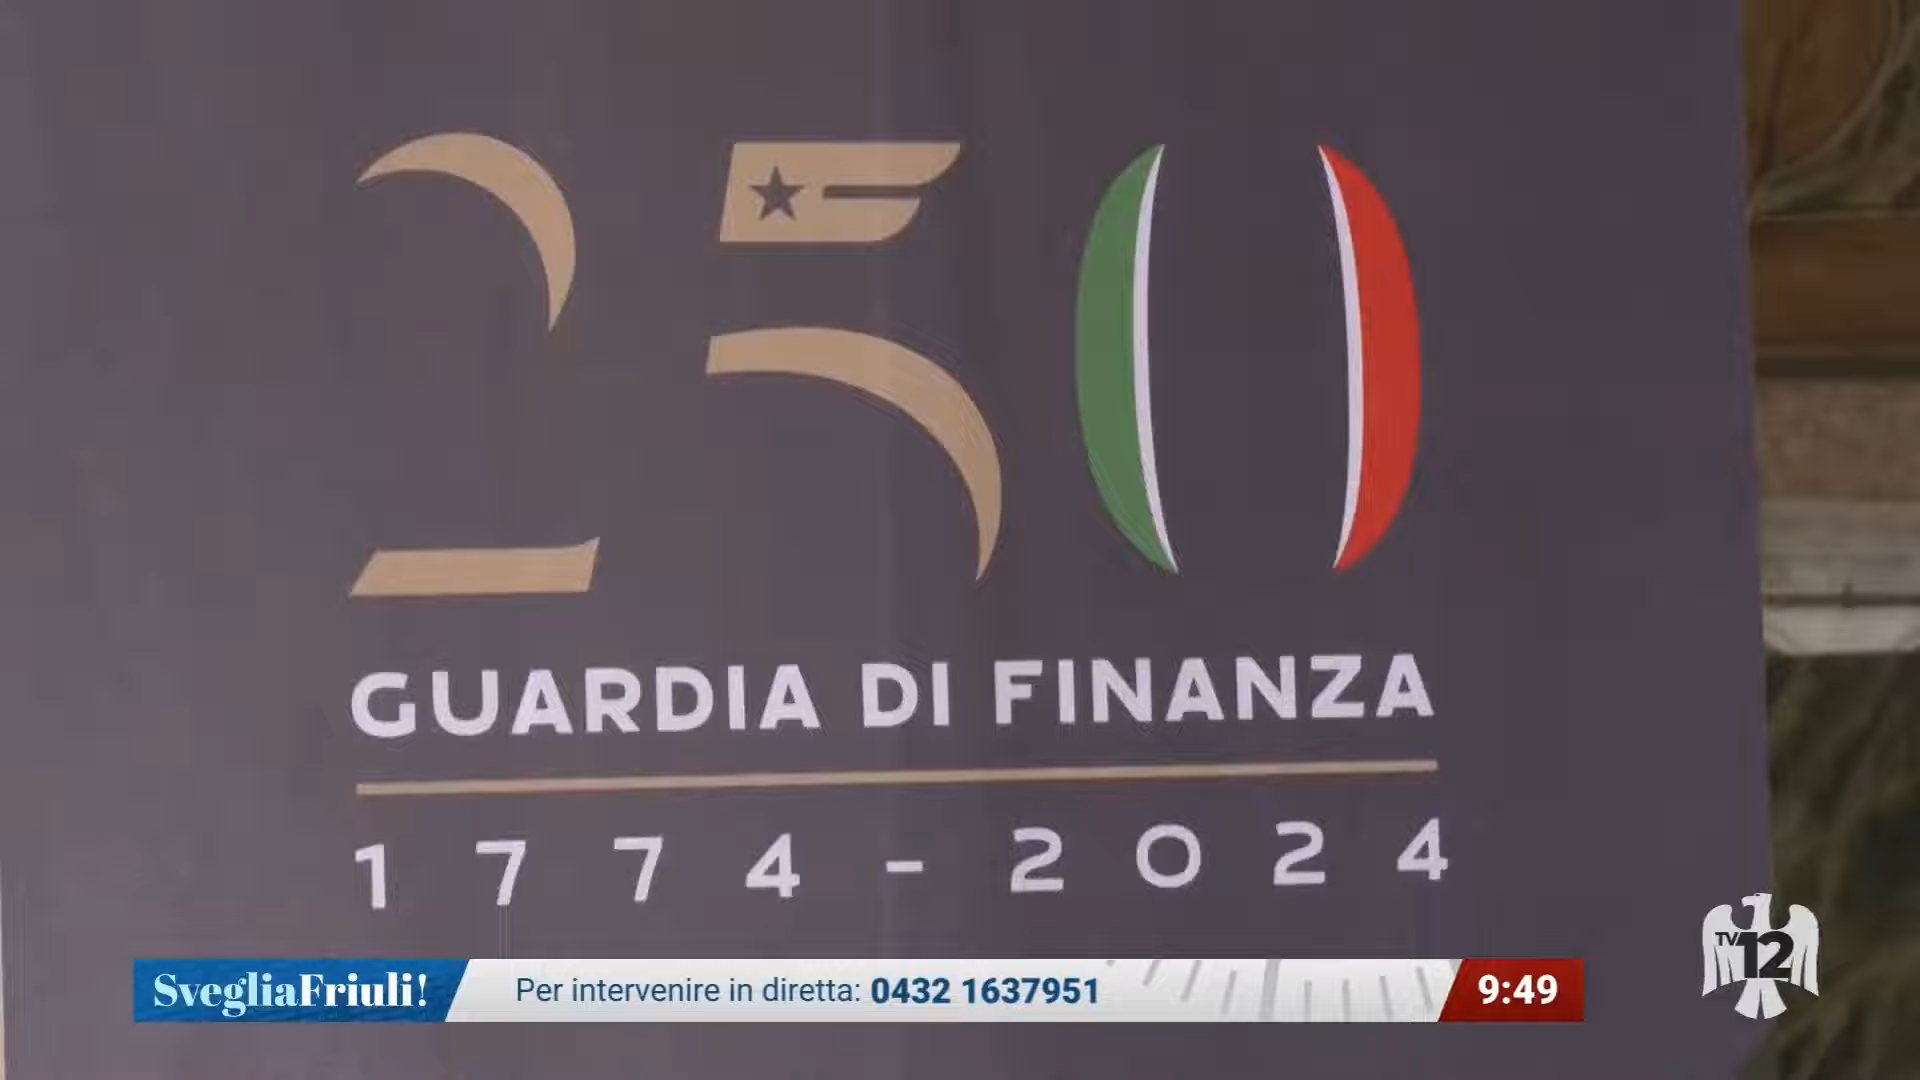 250
GUARDIA DI FINANZA
1774-2024
SvegliaFriuli!
Per intervenire in diretta: 0432 1637951
9:49
TV12